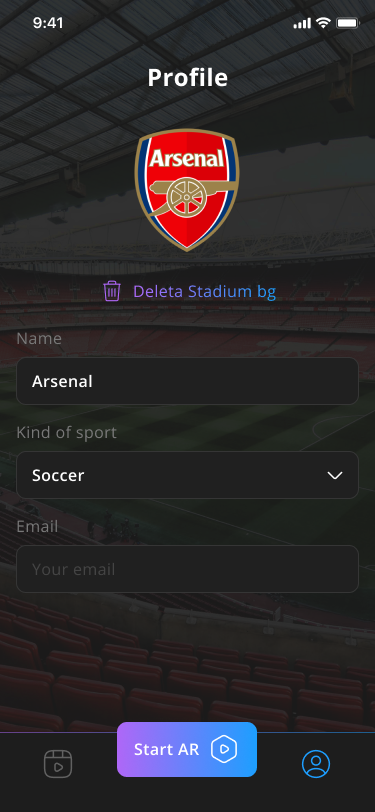 9:41
Profile
Arsenal
Deleta Stadium bg
Name
Arsenal
Kind of sport
Soccer
Email
Your email
Start AR